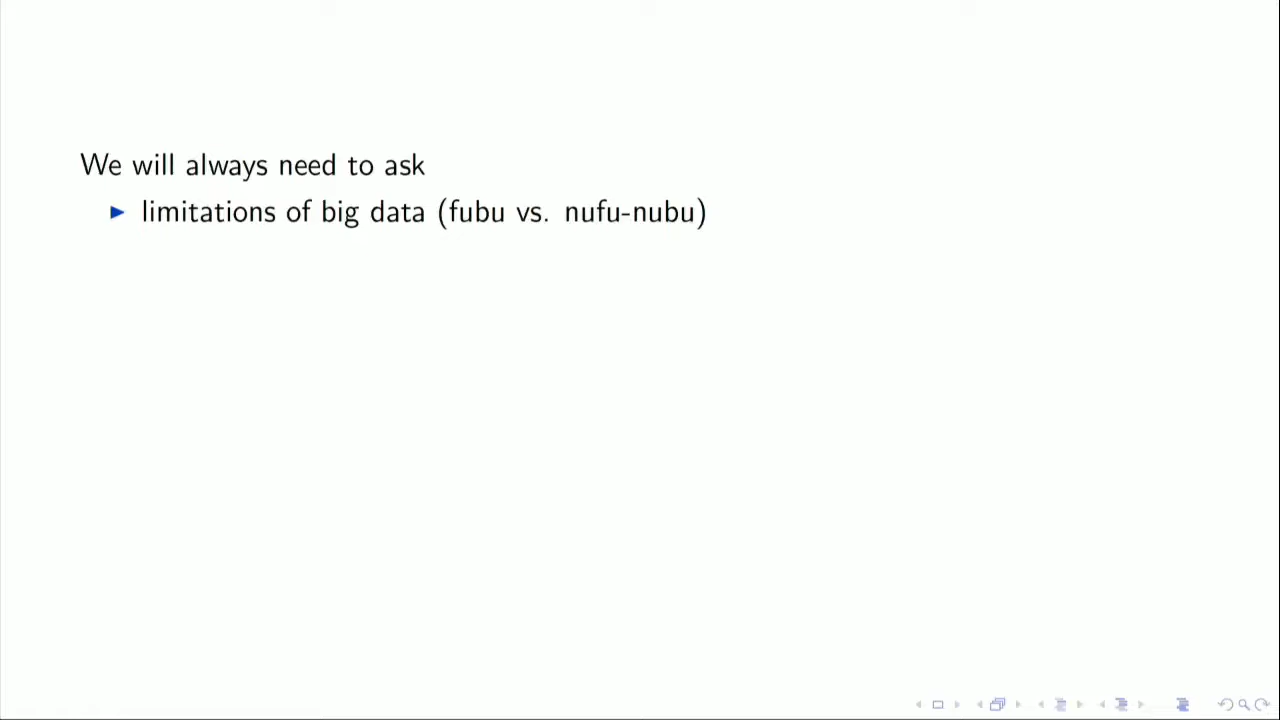 We will always need to ask
limitations of big data (fubu vs. nufu-nubu)